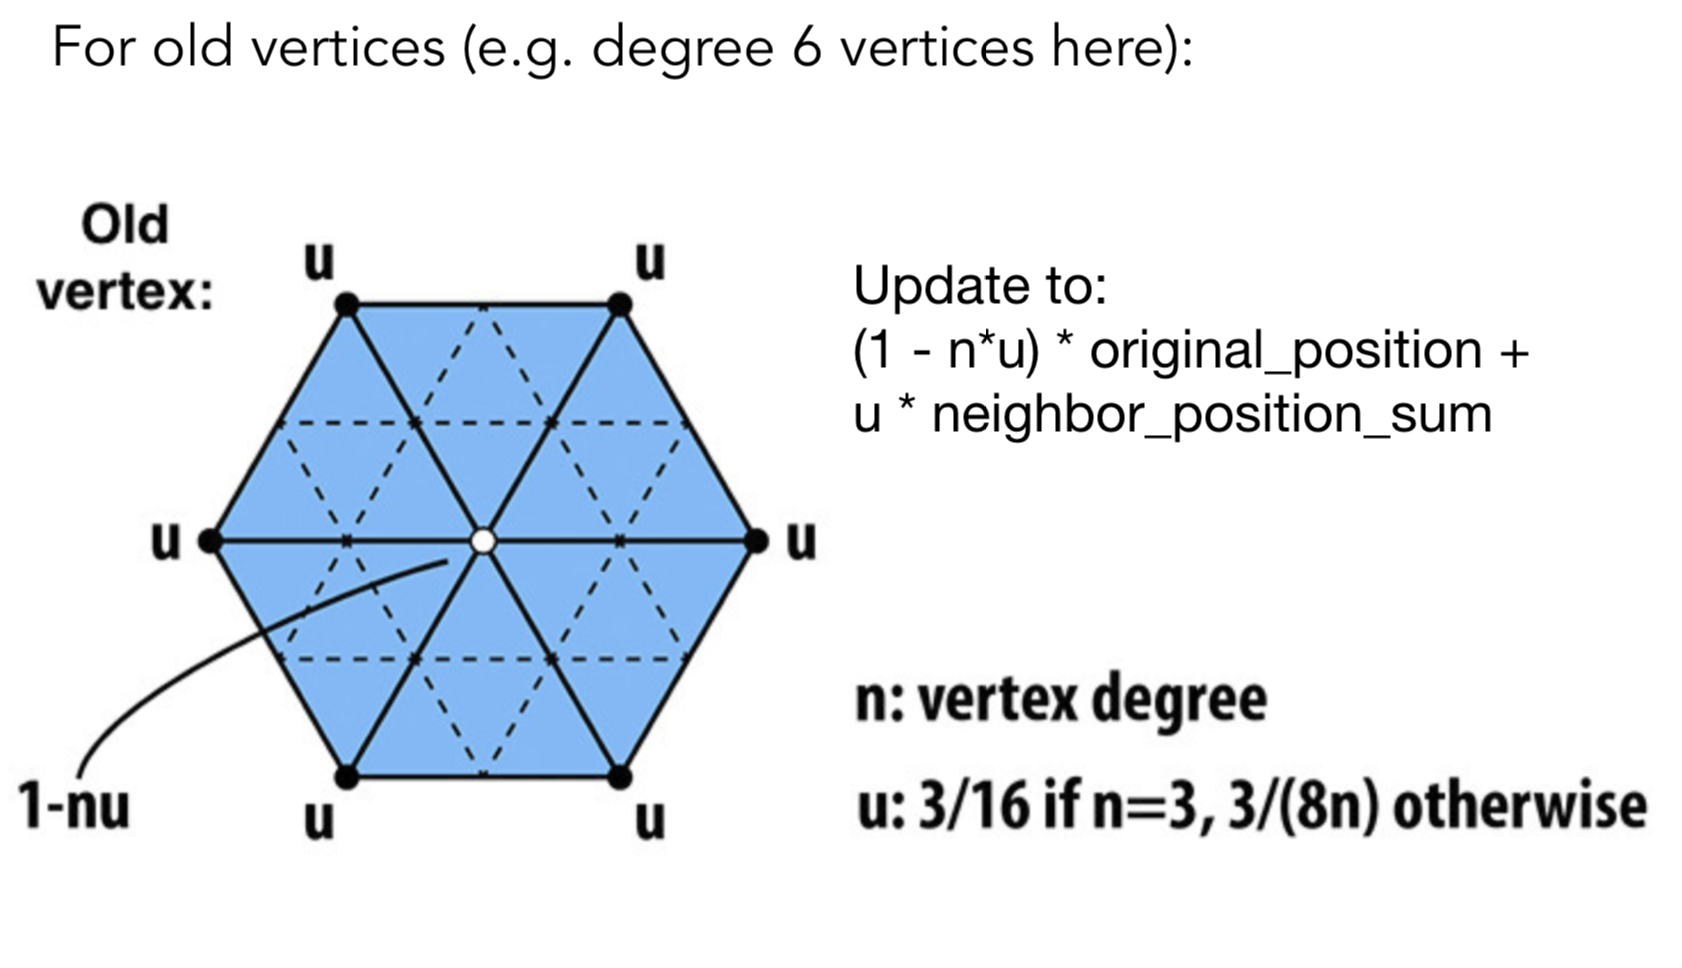 For old vertices (e.g. degree 6 vertices here):
Old
vertex:
u
u
u
u
1-nu
u
u
Update to:
(1 - n*u) * original_position +
u * neighbor_position_sum
n: vertex degree
u: 3/16 if n=3, 3/(8n) otherwise